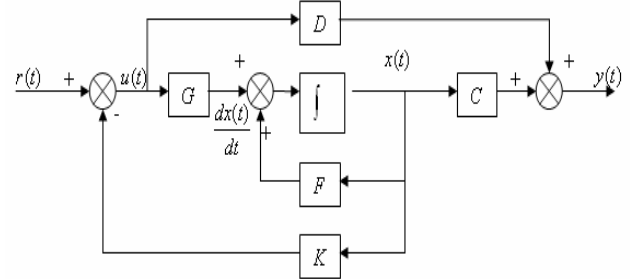 D
r(t) + u(t) + x(t) + y(t)
G ∫ C +
-
dx(t)
dt
+
F
K